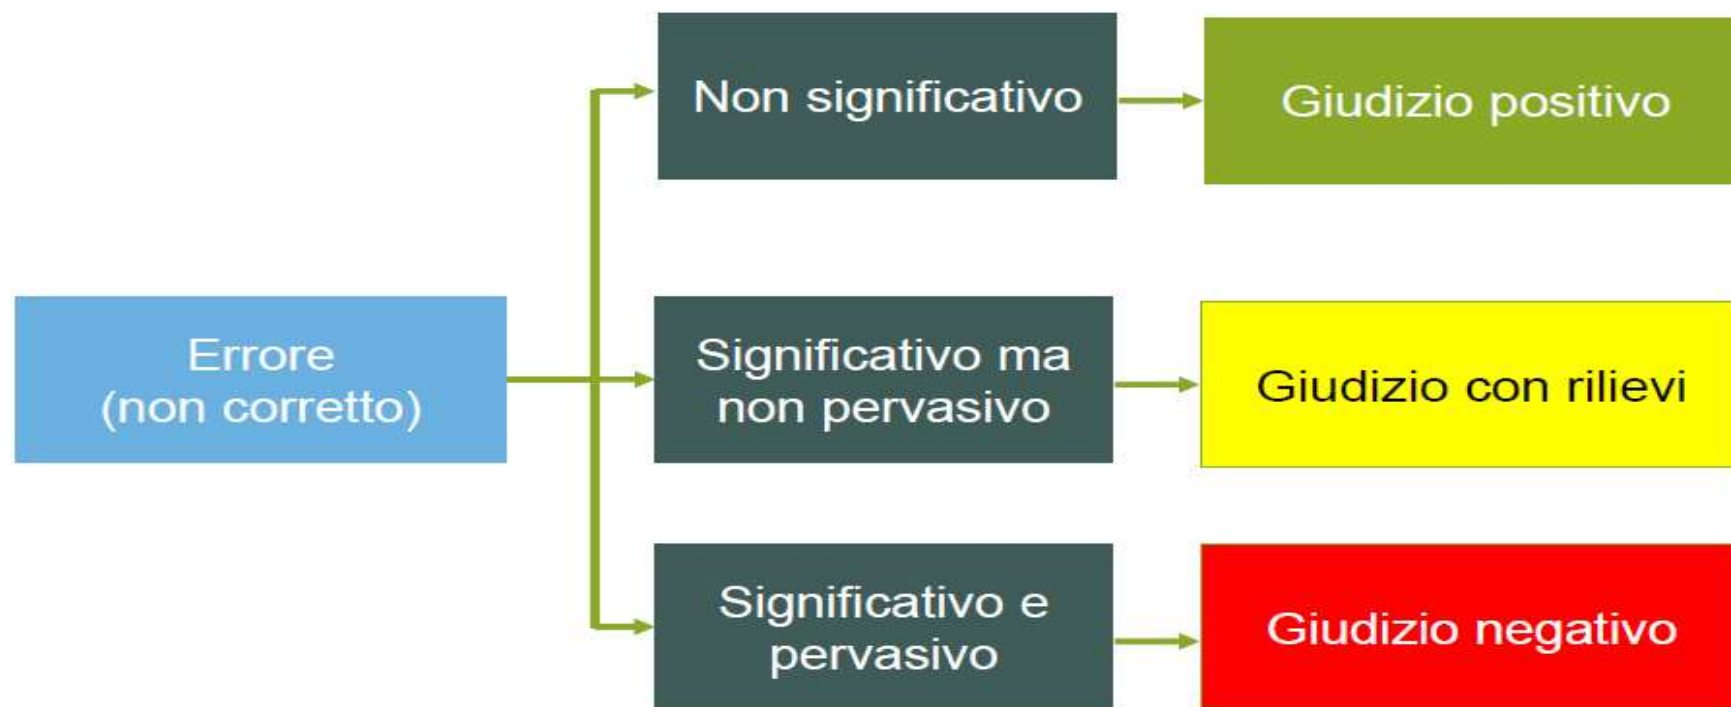 Non significativo
Giudizio positivo
Errore
(non corretto)
Significativo ma
non pervasivo
Giudizio con rilievi
Significativo e
pervasivo
Giudizio negativo